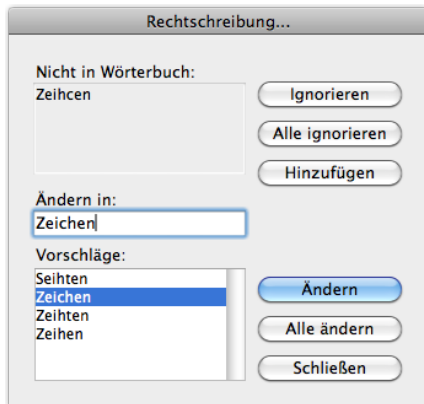 Rechtschreibung...
Nicht in Wörterbuch:
Zeihcen
Ignorieren
Alle ignorieren
Hinzufügen
Ändern in:
Zeichen
Vorschläge:
Seihten
Zeichen
Zeihten
Zeihen
Ändern
Alle ändern
Schließen